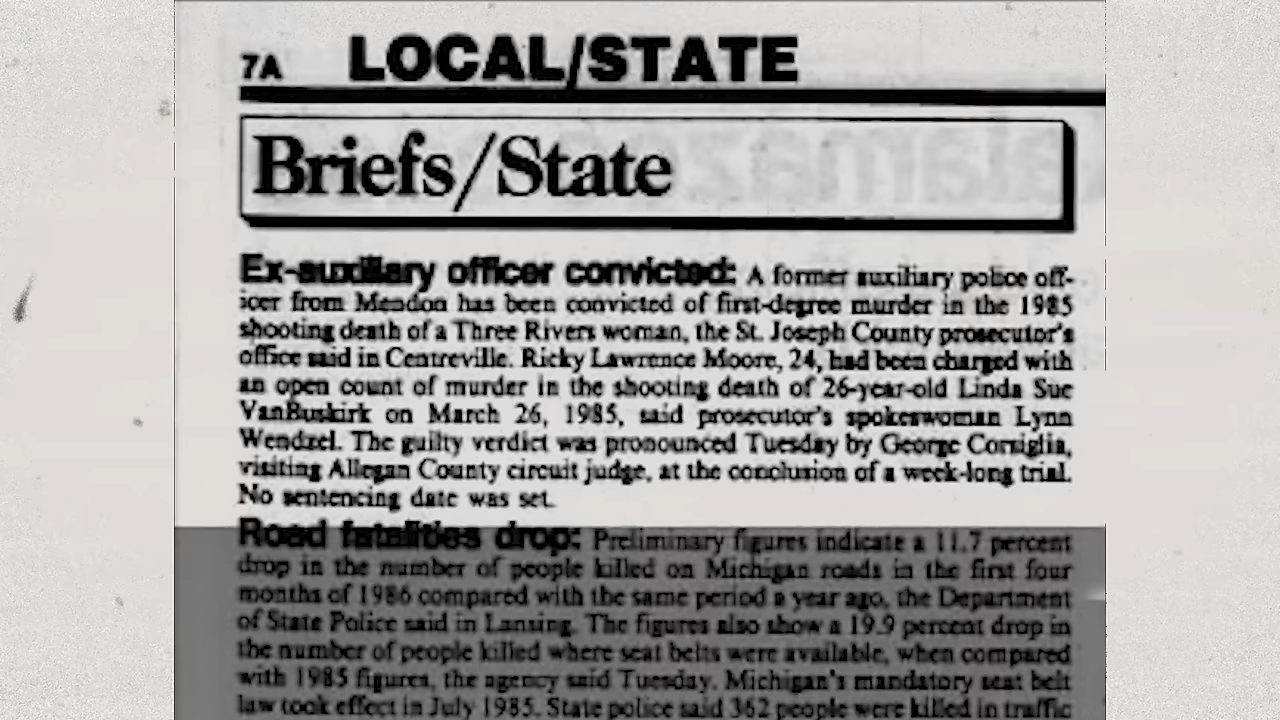 7A LOCAL/STATE
Briefs/State
Ex-auxiliary officer convicted: A former auxiliary police off-
icer from Mendon has been convicted of first-degree murder in the 1985
shooting death of a Three Rivers woman, the St. Joseph County prosecutor's
office said in Centreville. Ricky Lawrence Moore, 24, had been charged with
an open count of murder in the shooting death of 26-year-old Linda Sue
VanBuskirk on March 26, 1985, said prosecutor's spokeswoman Lynn
Wendzel. The guilty verdict was pronounced Tuesday by George Corsiglia,
visiting Allegan County circuit judge, at the conclusion of a week-long trial.
No sentencing date was set.
Road fatalities drop: Preliminary figures indicate a 11.7 percent
drop in the number of people killed on Michigan roads in the first four
months of 1986 compared with the same period a year ago, the Department
of State Police said in Lansing. The figures also show a 19.9 percent drop in
the number of people killed where seat belts were available, when compared
with 1985 figures, the agency said Tuesday. Michigan's mandatory seat belt
law took effect in July 1985. State police said 362 people were killed in traffic